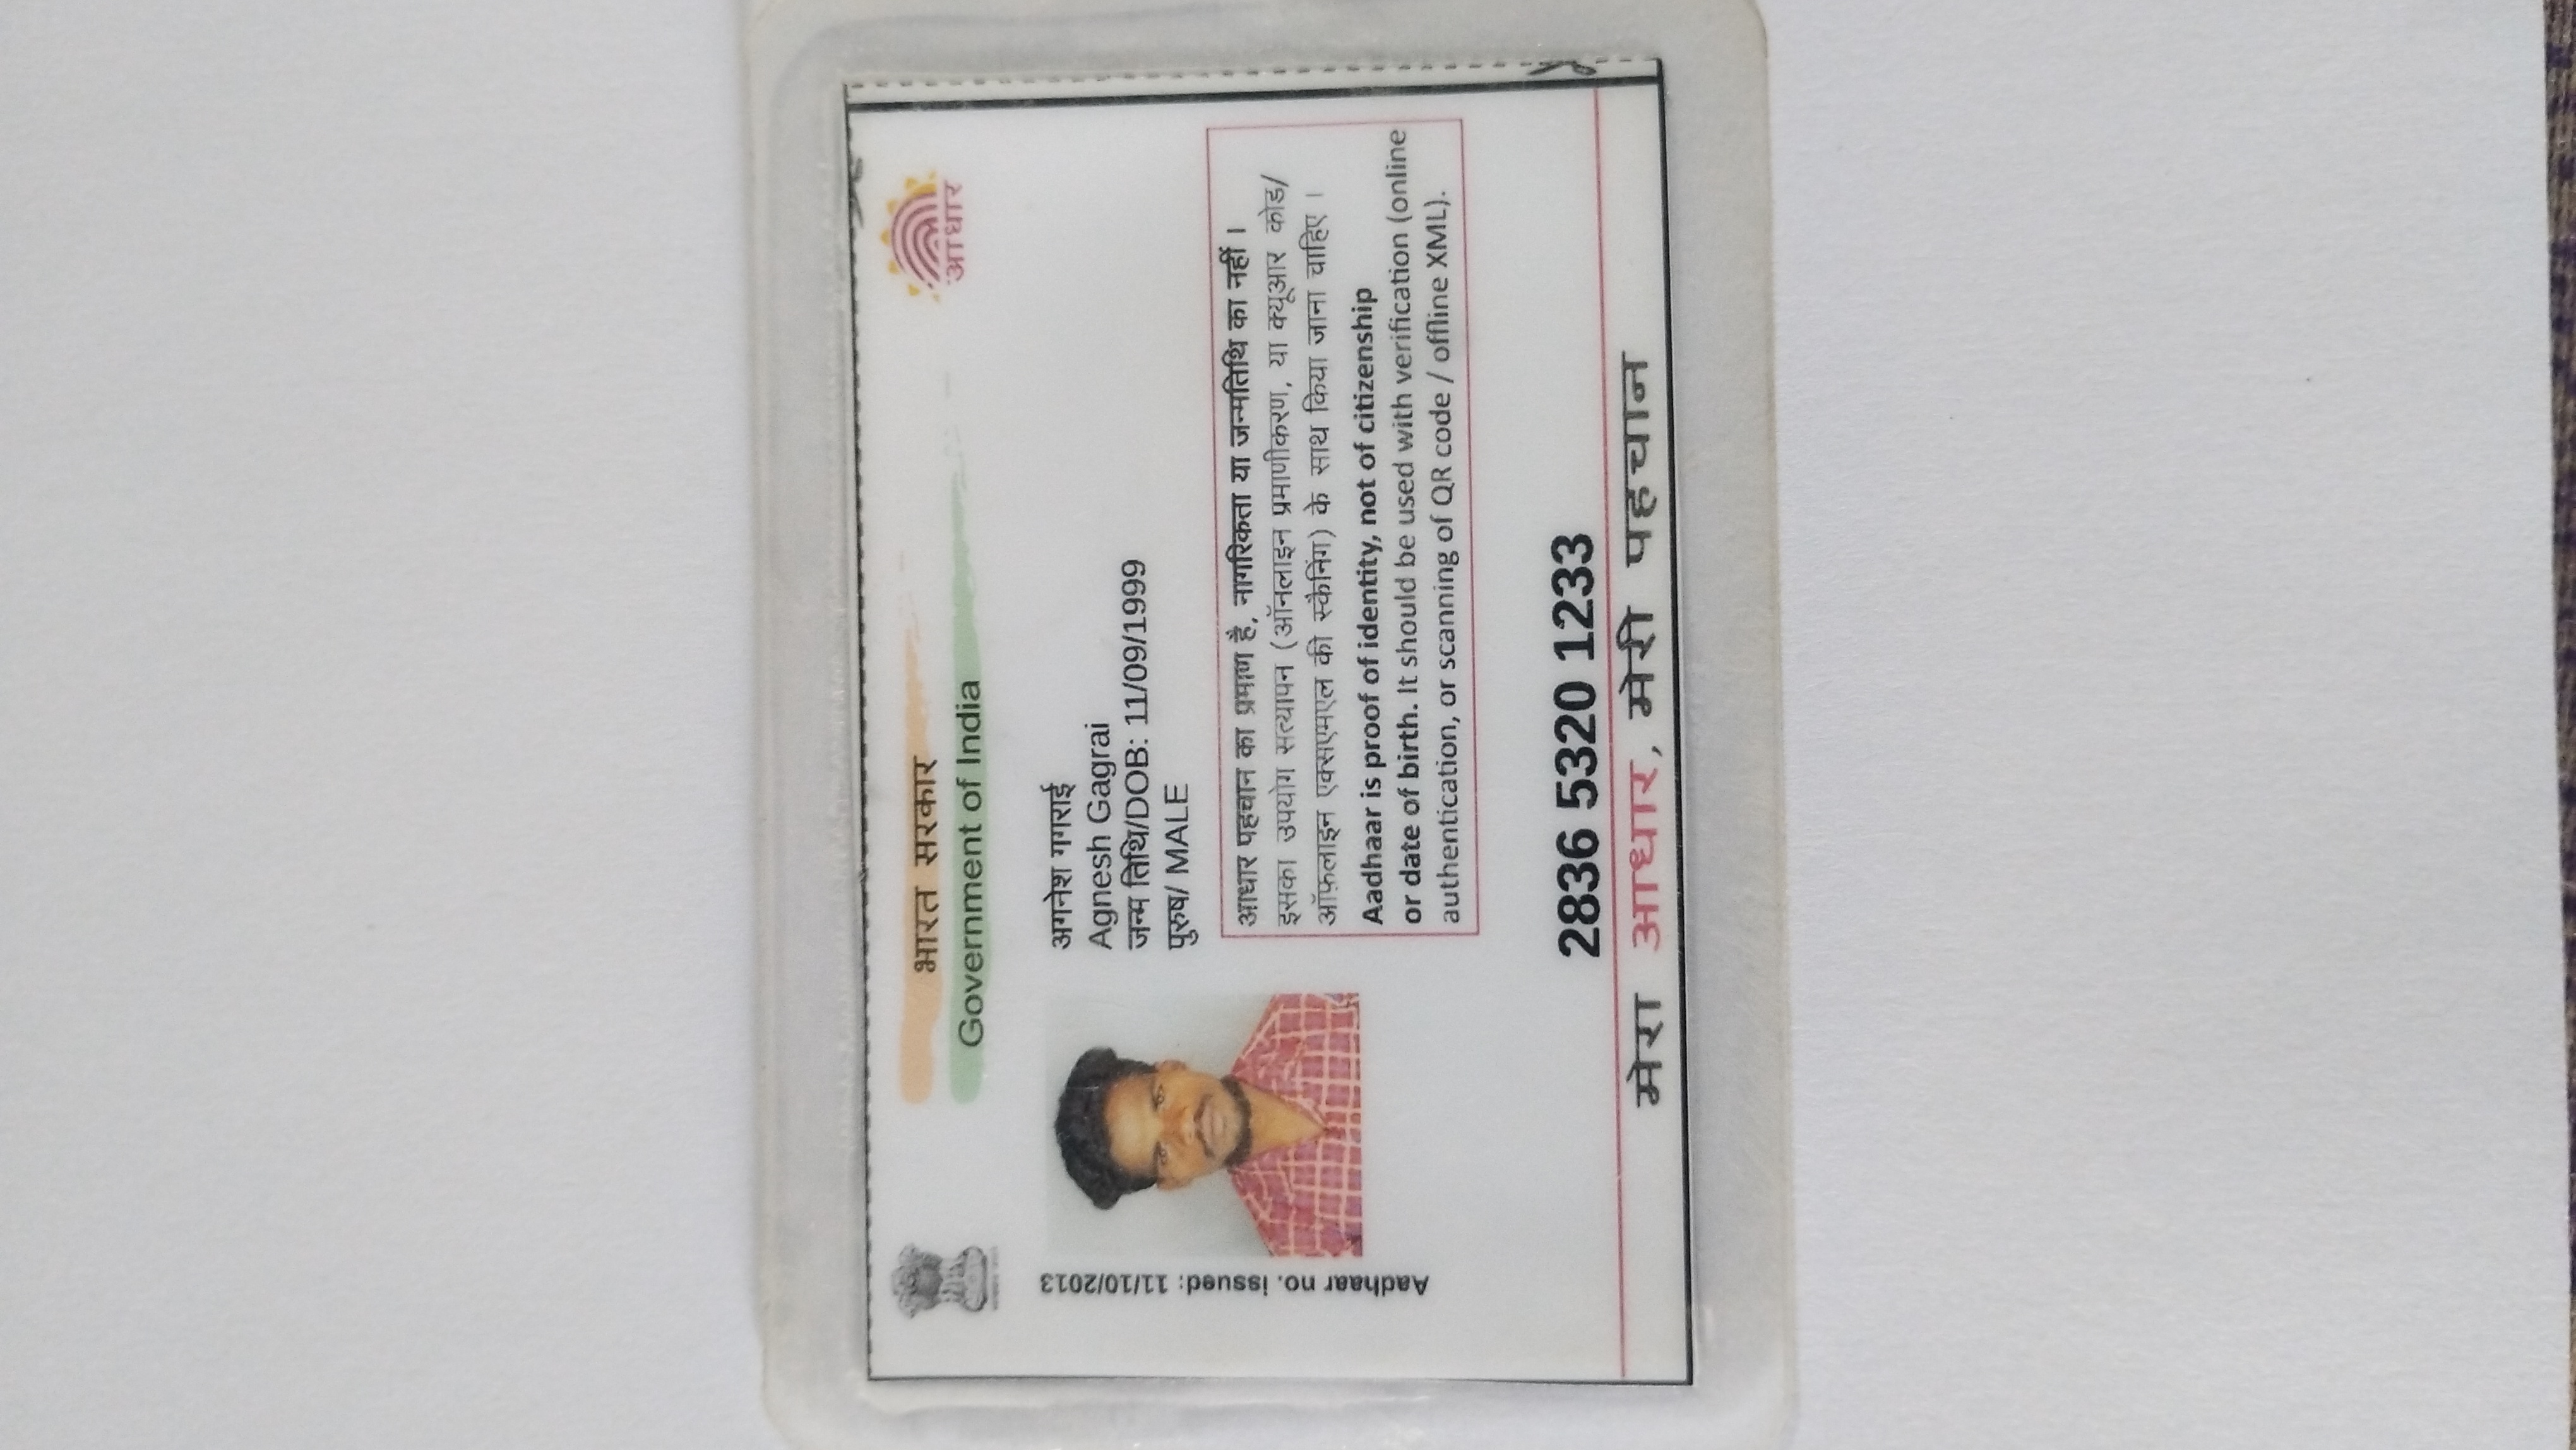 भारत सरकार
Government of India
आधार
Aadhaar no. issued: 11/10/2013
अगनेश गगराई
Agnesh Gagrai
जन्म तिथि/DOB: 11/09/1999
पुरुष/ MALE
आधार पहचान का प्रमाण है, नागरिकता या जन्मतिथि का नहीं ।
इसका उपयोग सत्यापन (ऑनलाइन प्रमाणीकरण, या क्यूआर कोड/
ऑफ़लाइन एक्सएमएल की स्कैनिंग) के साथ किया जाना चाहिए ।
Aadhaar is proof of identity, not of citizenship
or date of birth. It should be used with verification (online
authentication, or scanning of QR code / offline XML).
2836 5320 1233
मेरा आधार, मेरी पहचान